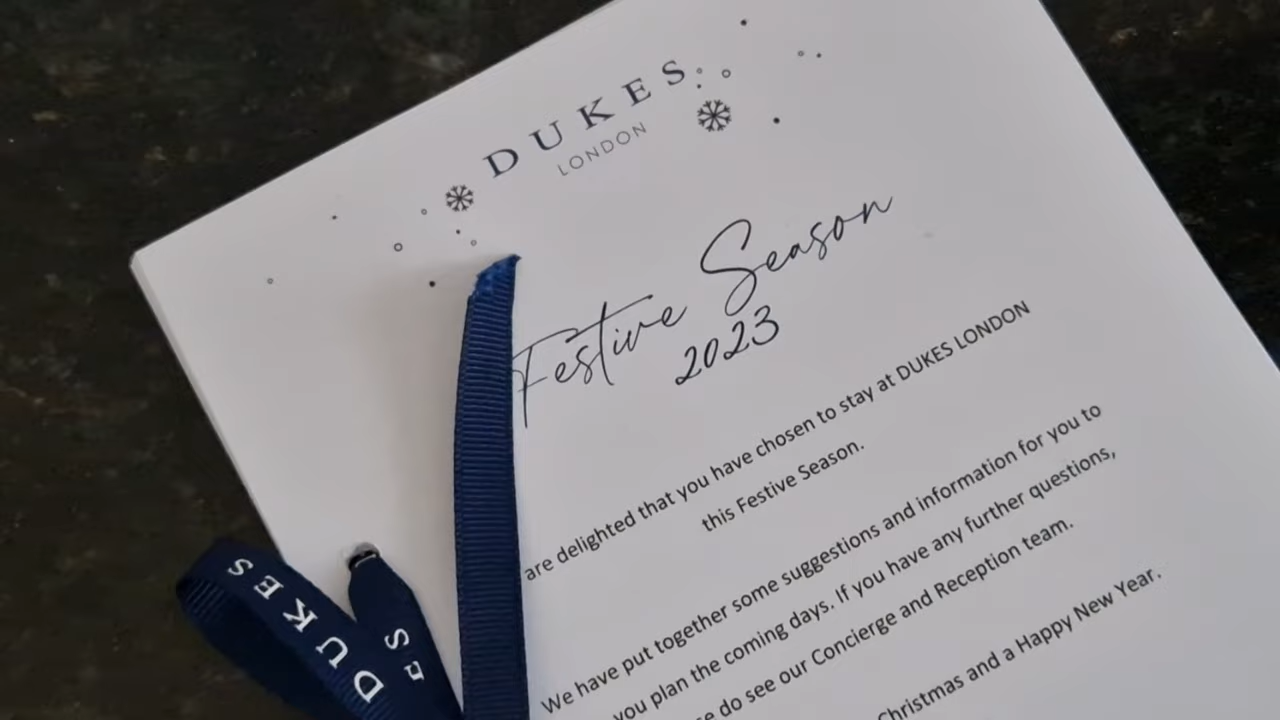 DUKES
LONDON
Festive Season
2023
are delighted that you have chosen to stay at DUKES LONDON
this Festive Season.
We have put together some suggestions and information for you to
you plan the coming days. If you have any further questions,
do see our Concierge and Reception team.
Christmas and a Happy New Year.
DUKES
ES